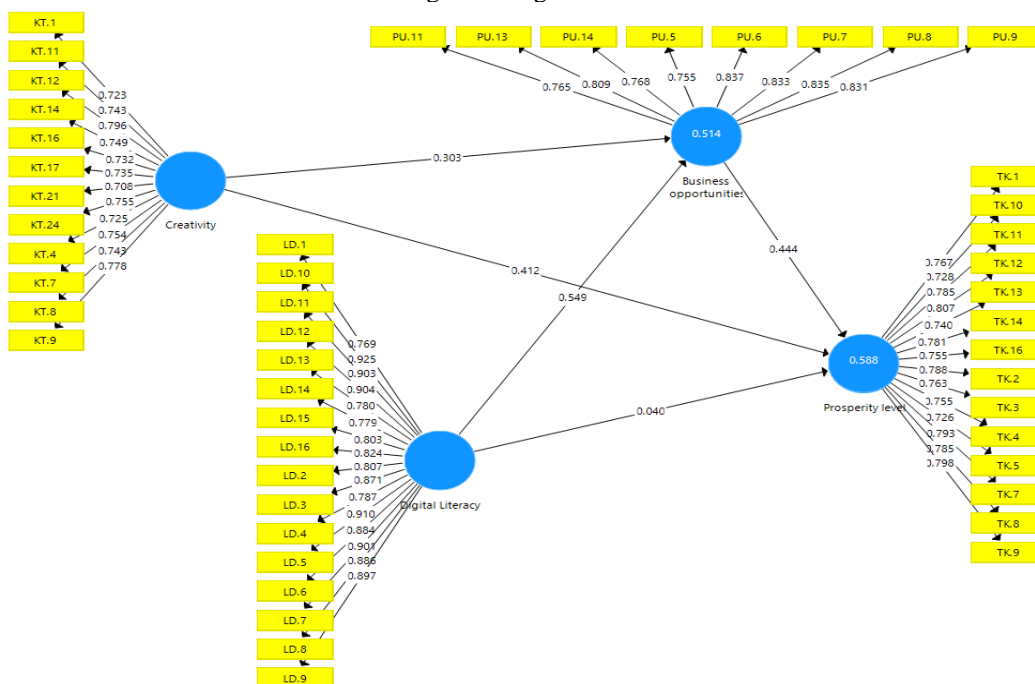 KT.1
KT.11
KT.12
KT.14
KT.16
KT.17
KT.21
KT.24
KT.4
KT.7
KT.8
KT.9
0.723
0.743
0.796
0.749
0.732
0.735
0.708
0.755
0.725
0.754
0.743
0.778
Creativity
PU.11
PU.13
PU.14
PU.5
PU.6
PU.7
PU.8
PU.9
0.765
0.809
0.768
0.755
0.837
0.833
0.835
0.831
0.514
Business
opportunities
0.303
0.412
0.549
0.444
0.040
LD.1
LD.10
LD.11
LD.12
LD.13
LD.14
LD.15
LD.16
LD.2
LD.3
LD.4
LD.5
LD.6
LD.7
LD.8
LD.9
0.769
0.925
0.903
0.904
0.780
0.779
0.803
0.824
0.807
0.871
0.787
0.910
0.884
0.901
0.886
0.897
Digital Literacy
0.588
Prosperity level
TK.1
TK.10
TK.11
TK.12
TK.13
TK.14
TK.16
TK.2
TK.3
TK.4
TK.5
TK.7
TK.8
TK.9
0.767
0.728
0.785
0.807
0.740
0.781
0.755
0.788
0.763
0.755
0.726
0.793
0.785
0.798